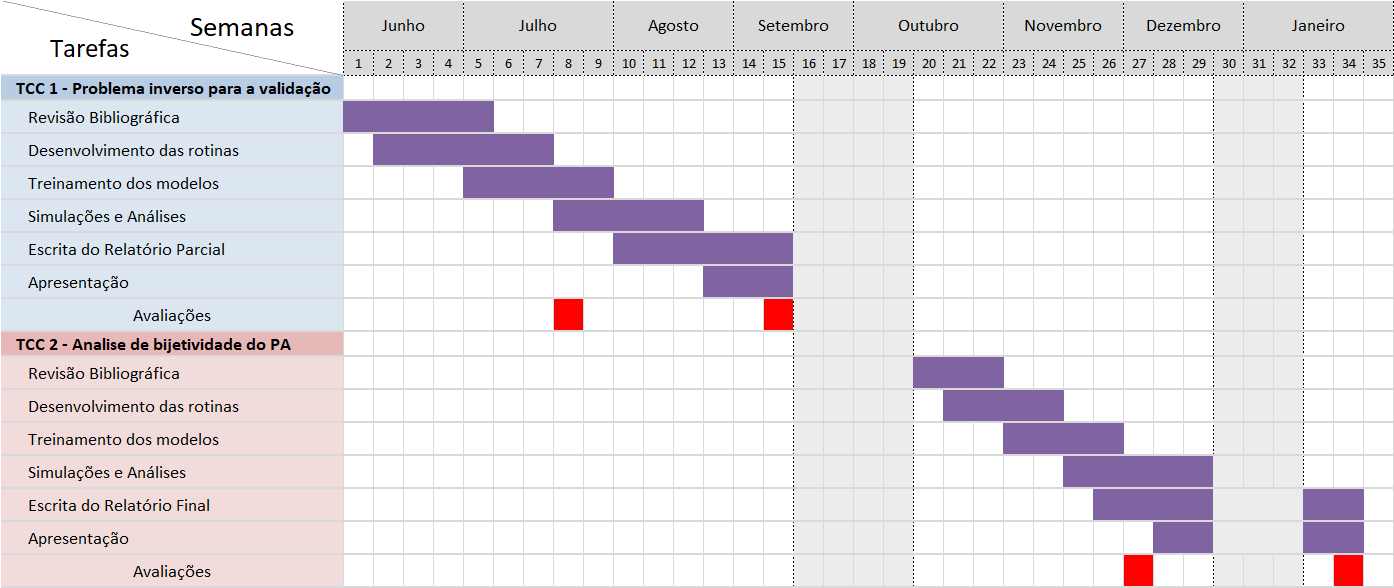 Semanas
Tarefas
Junho Julho Agosto Setembro Outubro Novembro Dezembro Janeiro
1 2 3 4 5 6 7 8 9 10 11 12 13 14 15 16 17 18 19 20 21 22 23 24 25 26 27 28 29 30 31 32 33 34 35
TCC 1 - Problema inverso para a validação
Revisão Bibliográfica
Desenvolvimento das rotinas
Treinamento dos modelos
Simulações e Análises
Escrita do Relatório Parcial
Apresentação
Avaliações
TCC 2 - Analise de bijetividade do PA
Revisão Bibliográfica
Desenvolvimento das rotinas
Treinamento dos modelos
Simulações e Análises
Escrita do Relatório Final
Apresentação
Avaliações